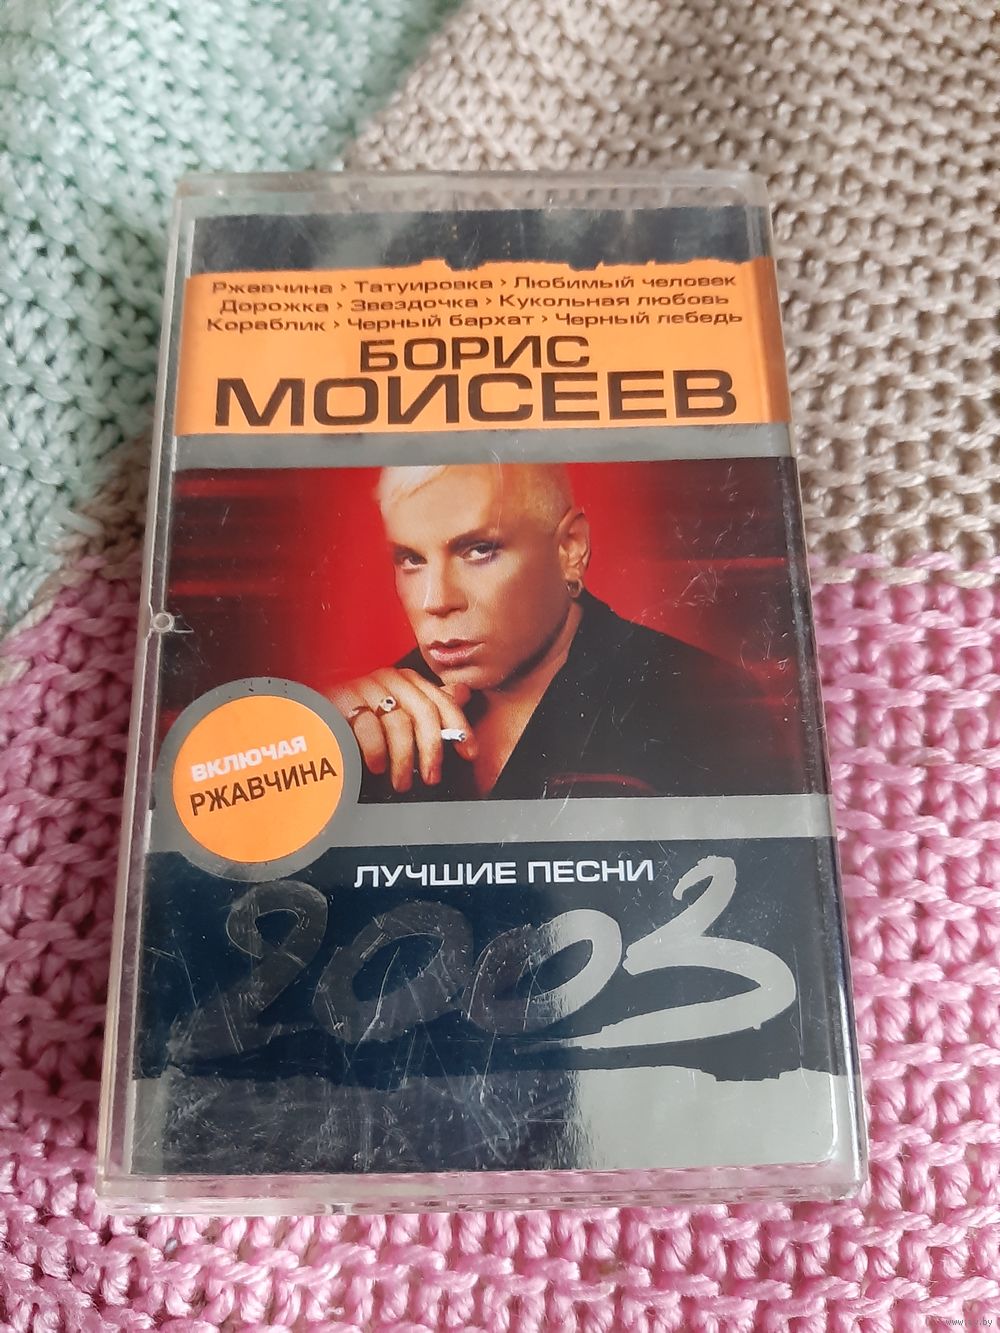 Ржавчина › Татуировка › Любимый человек
Дорожка › Звездочка › Кукольная любовь
Кораблик › Черный бархат › Черный лебедь
БОРИС
МОИСЕЕВ
ВКЛЮЧАЯ
РЖАВЧИНА
ЛУЧШИЕ ПЕСНИ
2003